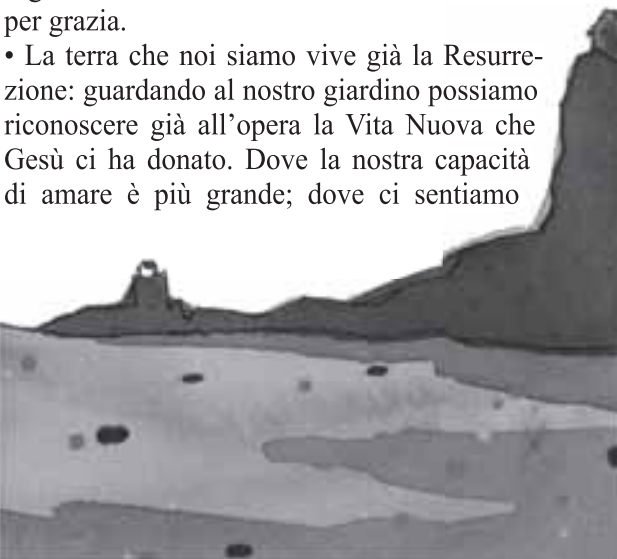 per grazia.
• La terra che noi siamo vive già la Resurre-
zione: guardando al nostro giardino possiamo
riconoscere già all’opera la Vita Nuova che
Gesù ci ha donato. Dove la nostra capacità
di amare è più grande; dove ci sentiamo